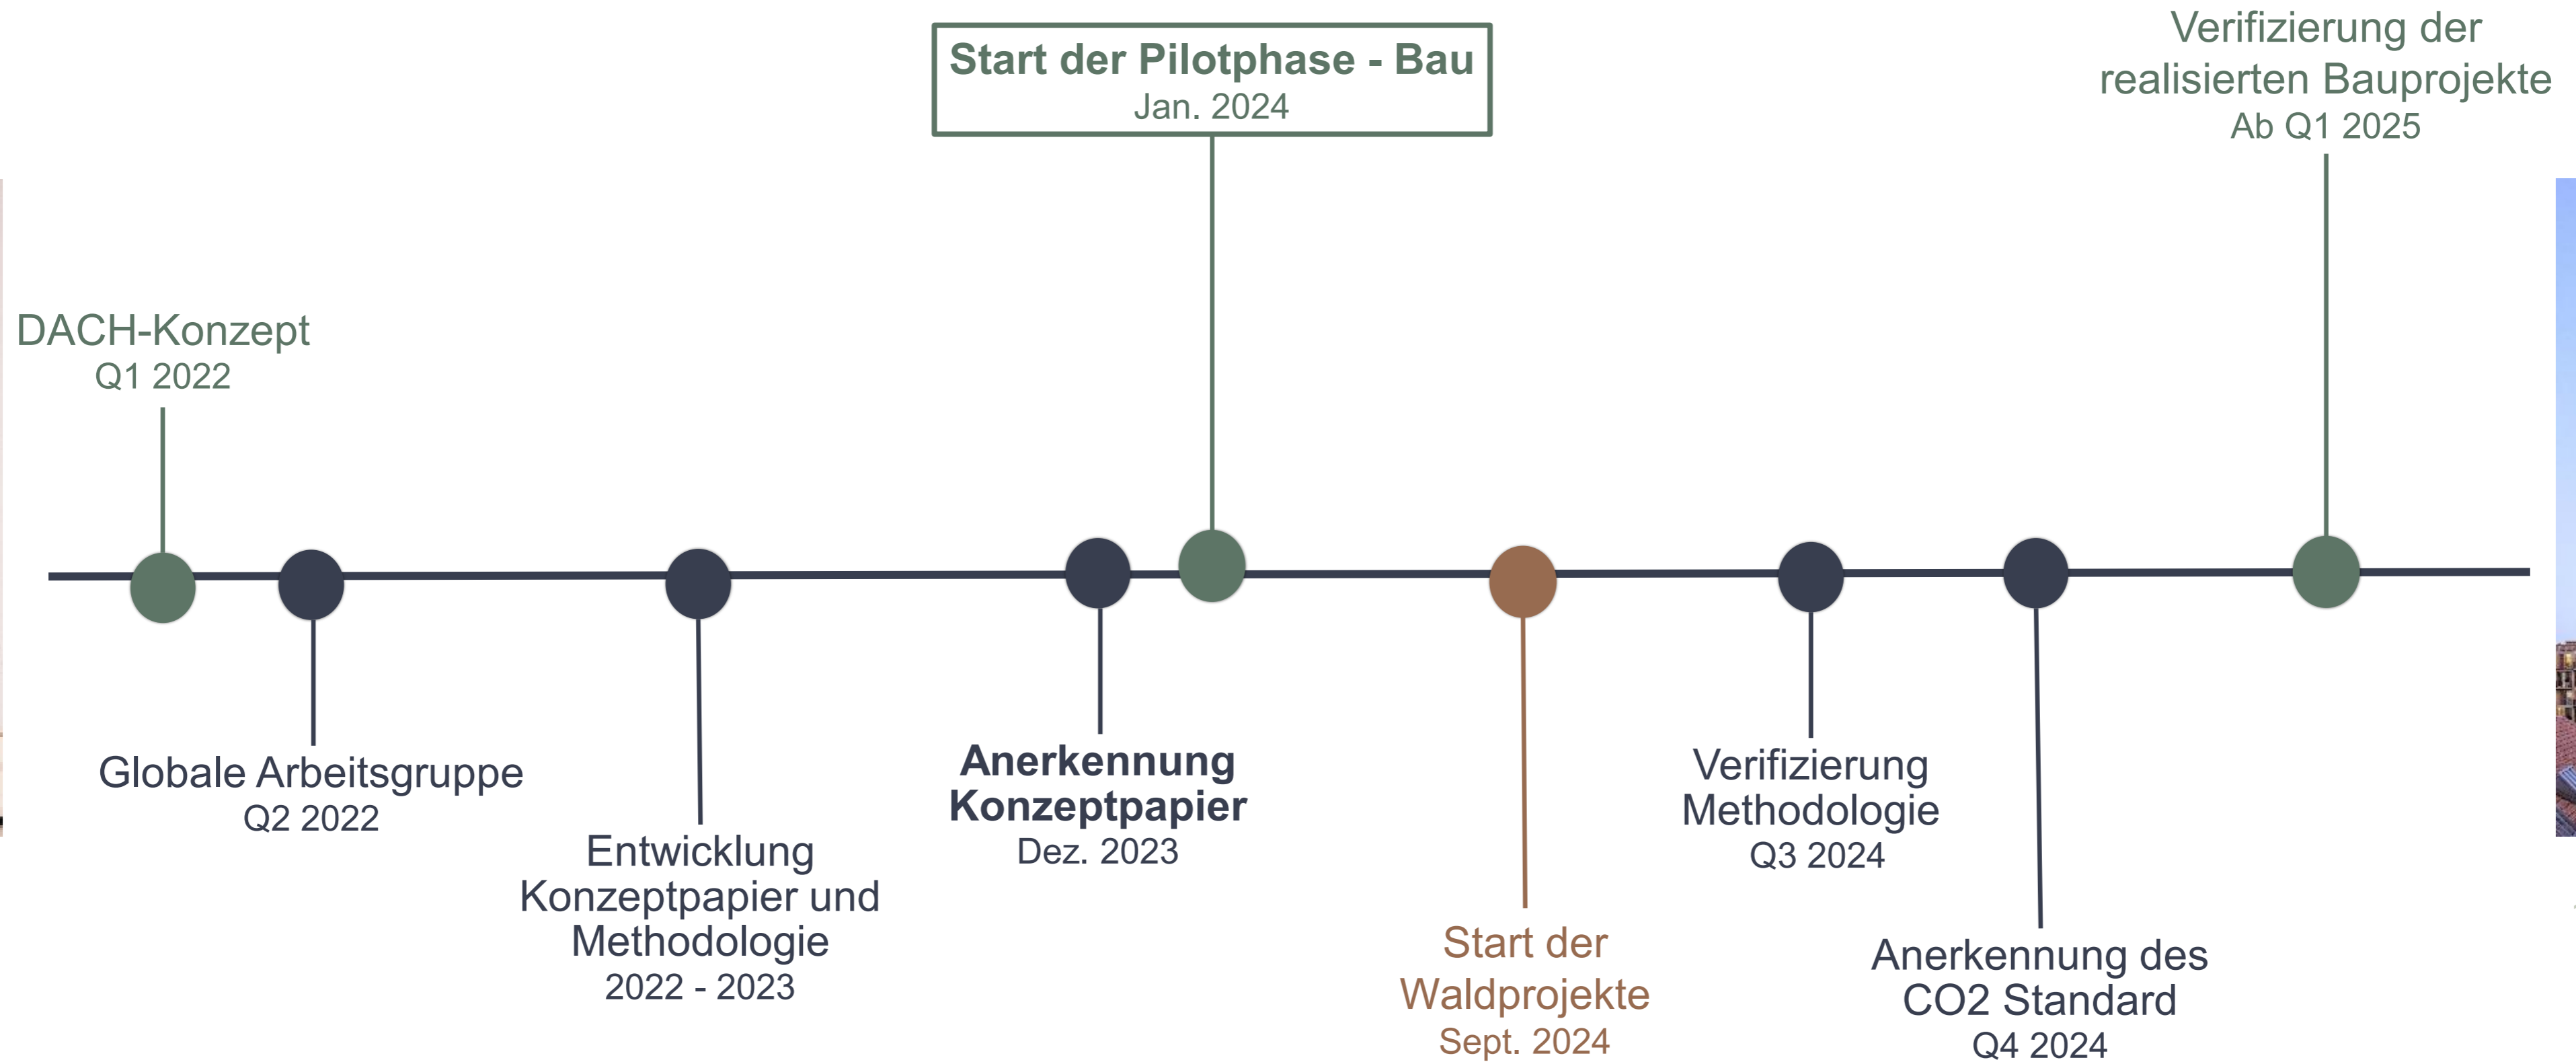 DACH-Konzept
Q1 2022
Globale Arbeitsgruppe
Q2 2022
Entwicklung
Konzeptpapier und
Methodologie
2022 - 2023
Anerkennung
Konzeptpapier
Dez. 2023
Start der Pilotphase - Bau
Jan. 2024
Start der
Waldprojekte
Sept. 2024
Verifizierung
Methodologie
Q3 2024
Anerkennung des
CO2 Standard
Q4 2024
Verifizierung der
realisierten Bauprojekte
Ab Q1 2025